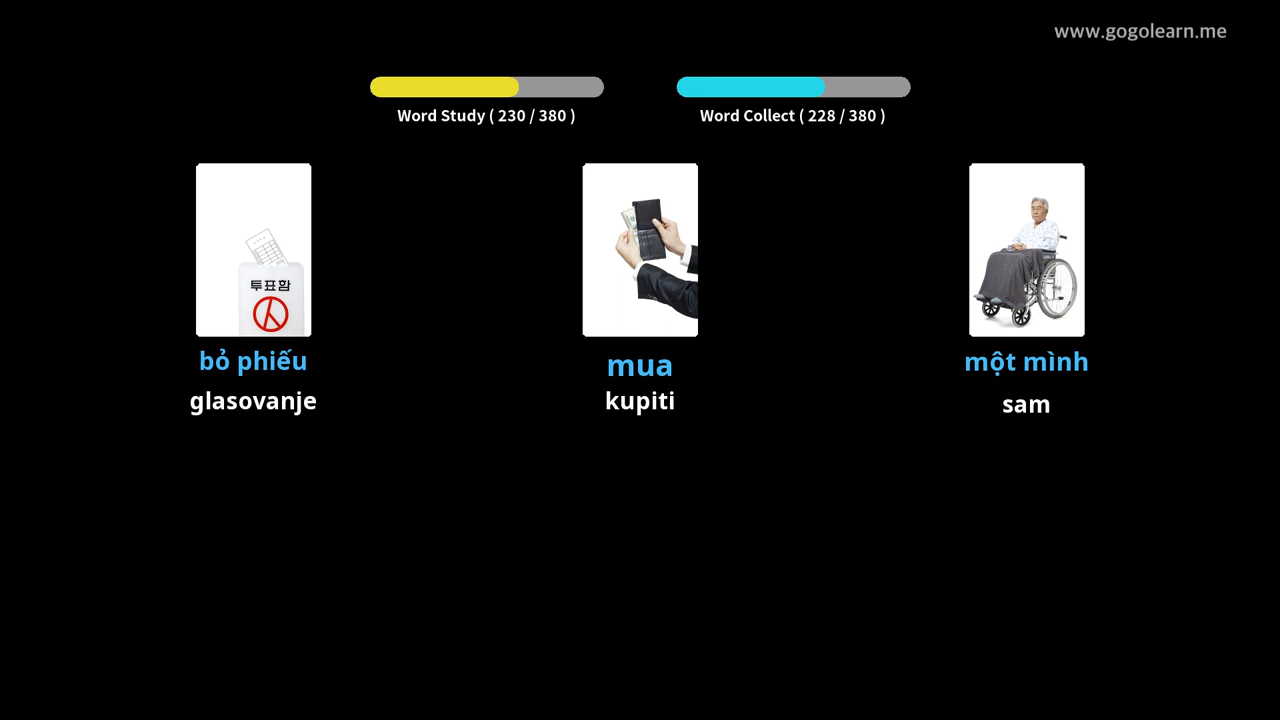 www.gogolearn.me
Word Study ( 230 / 380 )
Word Collect ( 228 / 380 )
투표함
bỏ phiếu
glasovanje
mua
kupiti
một mình
sam